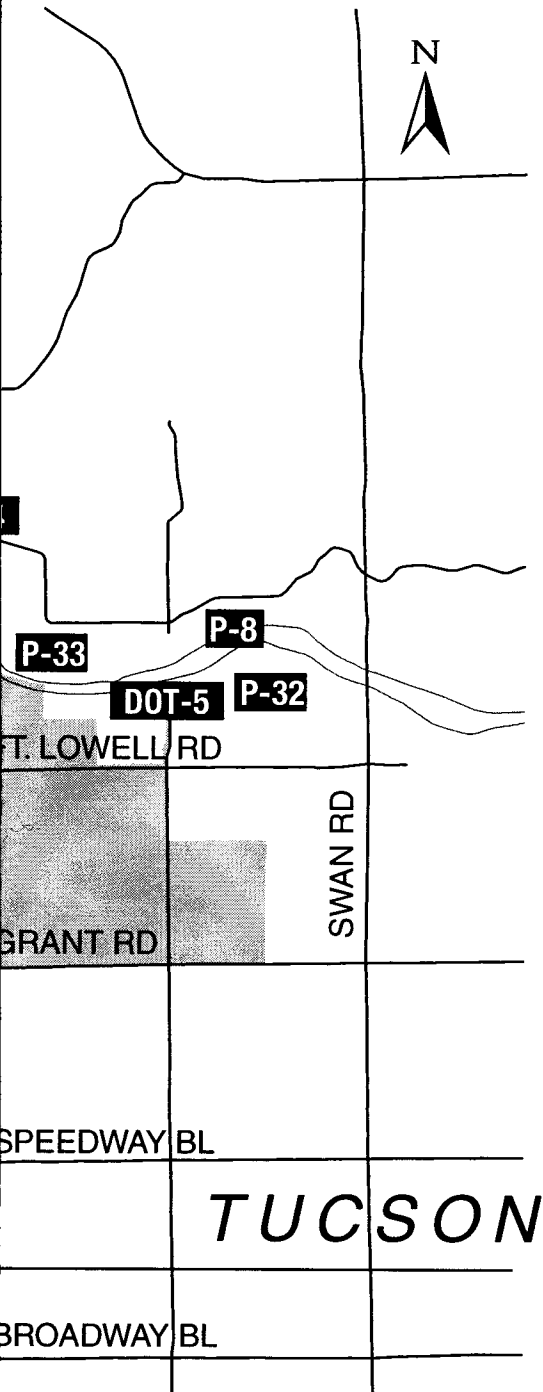 N
P-8
P-33
DOT-5
P-32
FT. LOWELL RD
SWAN RD
GRANT RD
SPEEDWAY BL
TUCSON
BROADWAY BL